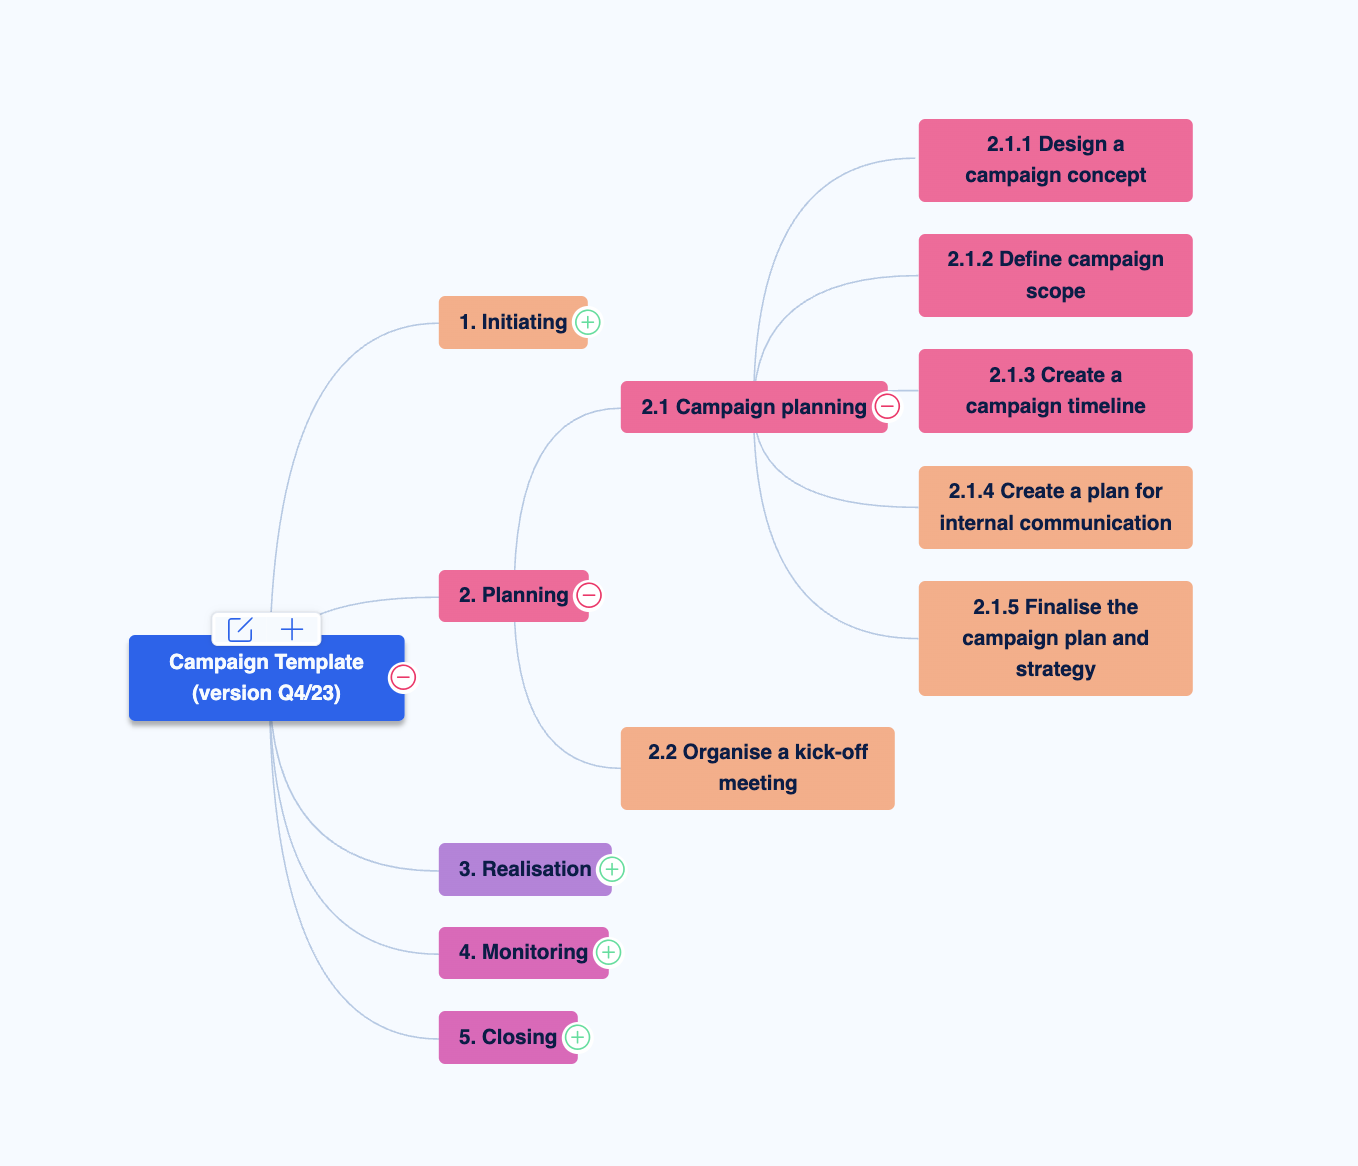 2.1.1 Design a
campaign concept
2.1.2 Define campaign
scope
1. Initiating
2.1.3 Create a
campaign timeline
2.1 Campaign planning
2.1.4 Create a plan for
internal communication
2. Planning
2.1.5 Finalise the
campaign plan and
strategy
Campaign Template
(version Q4/23)
2.2 Organise a kick-off
meeting
3. Realisation
4. Monitoring
5. Closing